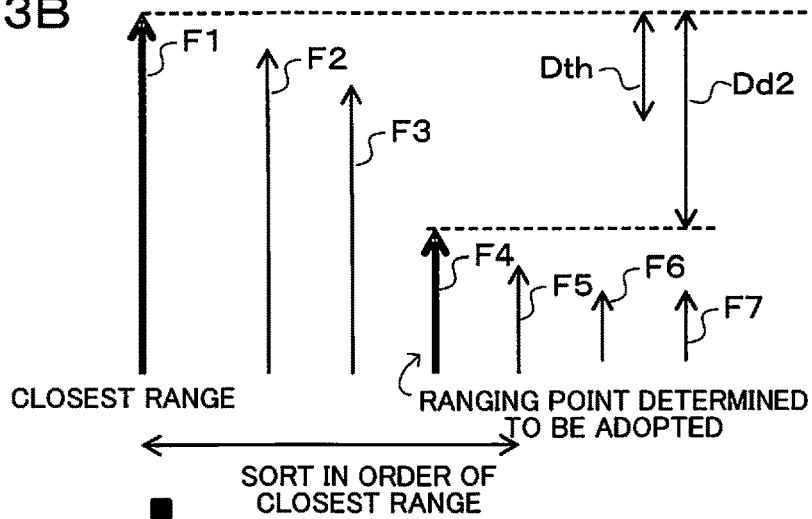 3B
F1
F2
F3
Dth
Dd2
F4
F5
F6
F7
CLOSEST RANGE
RANGING POINT DETERMINED
TO BE ADOPTED
SORT IN ORDER OF
CLOSEST RANGE